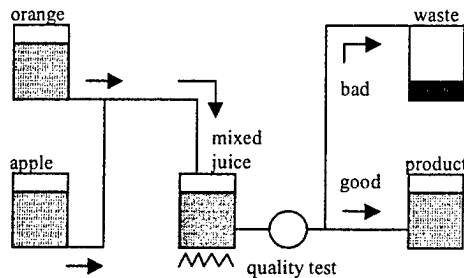 orange
waste
bad
mixed
juice
apple
product
good
quality test